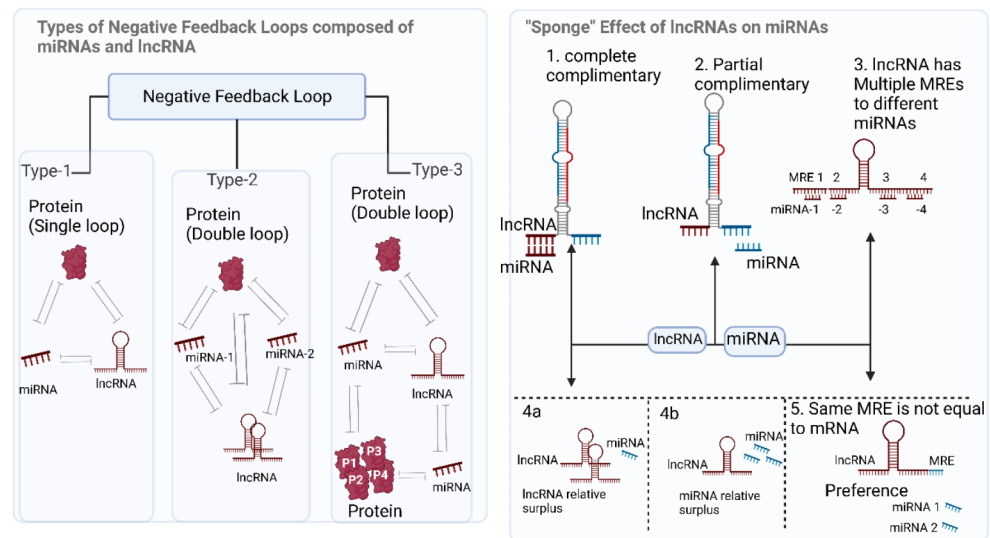 Types of Negative Feedback Loops composed of
miRNAs and lncRNA
Negative Feedback Loop
Type-1
Protein
(Single loop)
miRNA
lncRNA
Type-2
Protein
(Double loop)
miRNA-1
miRNA-2
lncRNA
Type-3
Protein
(Double loop)
miRNA
lncRNA
P1
P3
P2
P4
miRNA
Protein
"Sponge" Effect of lncRNAs on miRNAs
1. complete
complimentary
lncRNA
miRNA
2. Partial
complimentary
lncRNA
miRNA
3. lncRNA has
Multiple MREs
to different
miRNAs
MRE 1 2 3 4
miRNA-1 -2 -3 -4
lncRNA
miRNA
4a
miRNA
lncRNA
lncRNA relative
surplus
4b
miRNA
lncRNA
miRNA relative
surplus
5. Same MRE is not equal
to mRNA
lncRNA
MRE
Preference
miRNA 1
miRNA 2